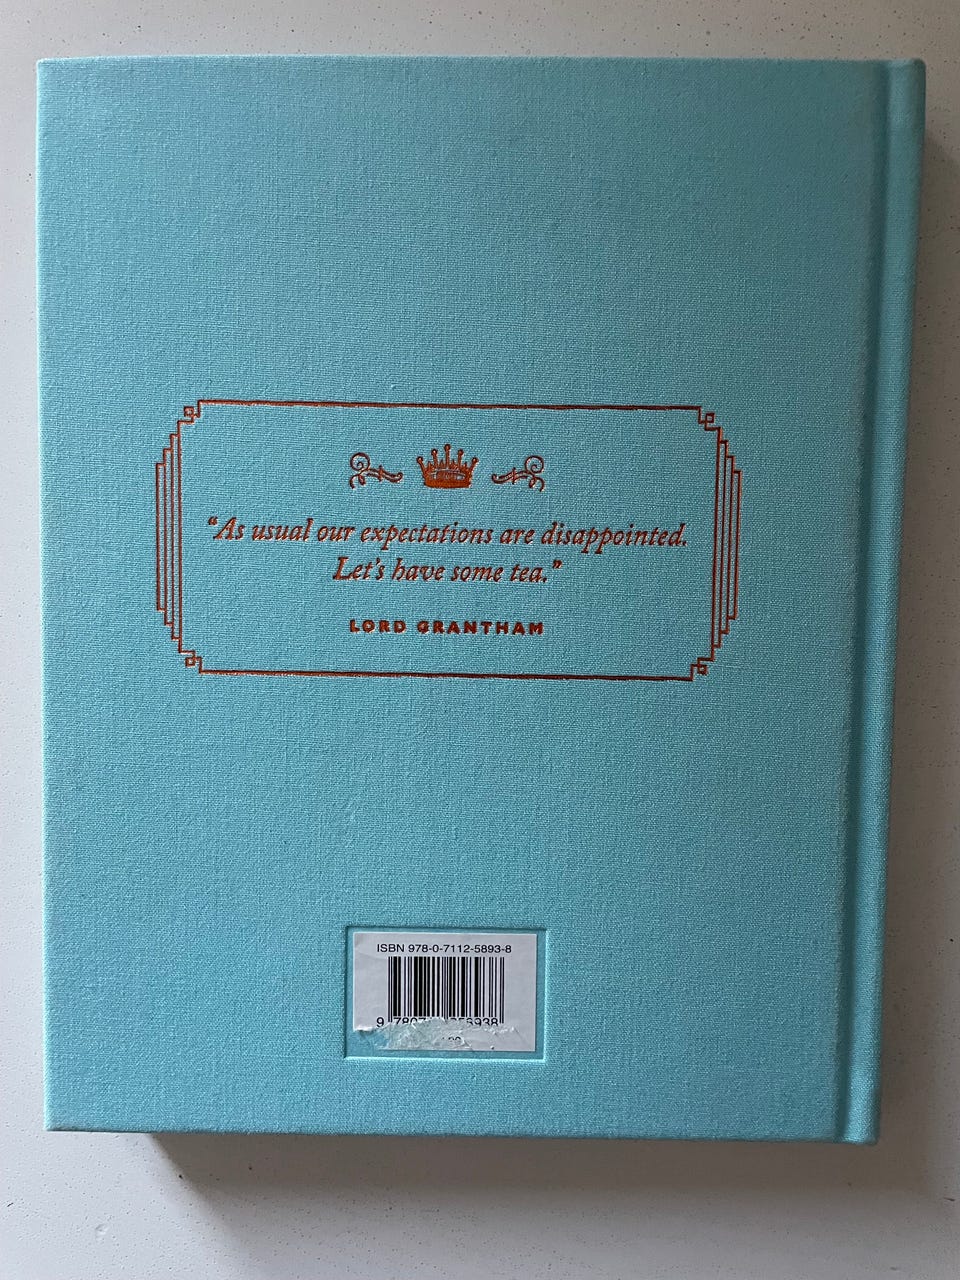 “As usual our expectations are disappointed.
Let's have some tea.”
LORD GRANTHAM
ISBN 978-0-7112-5893-8